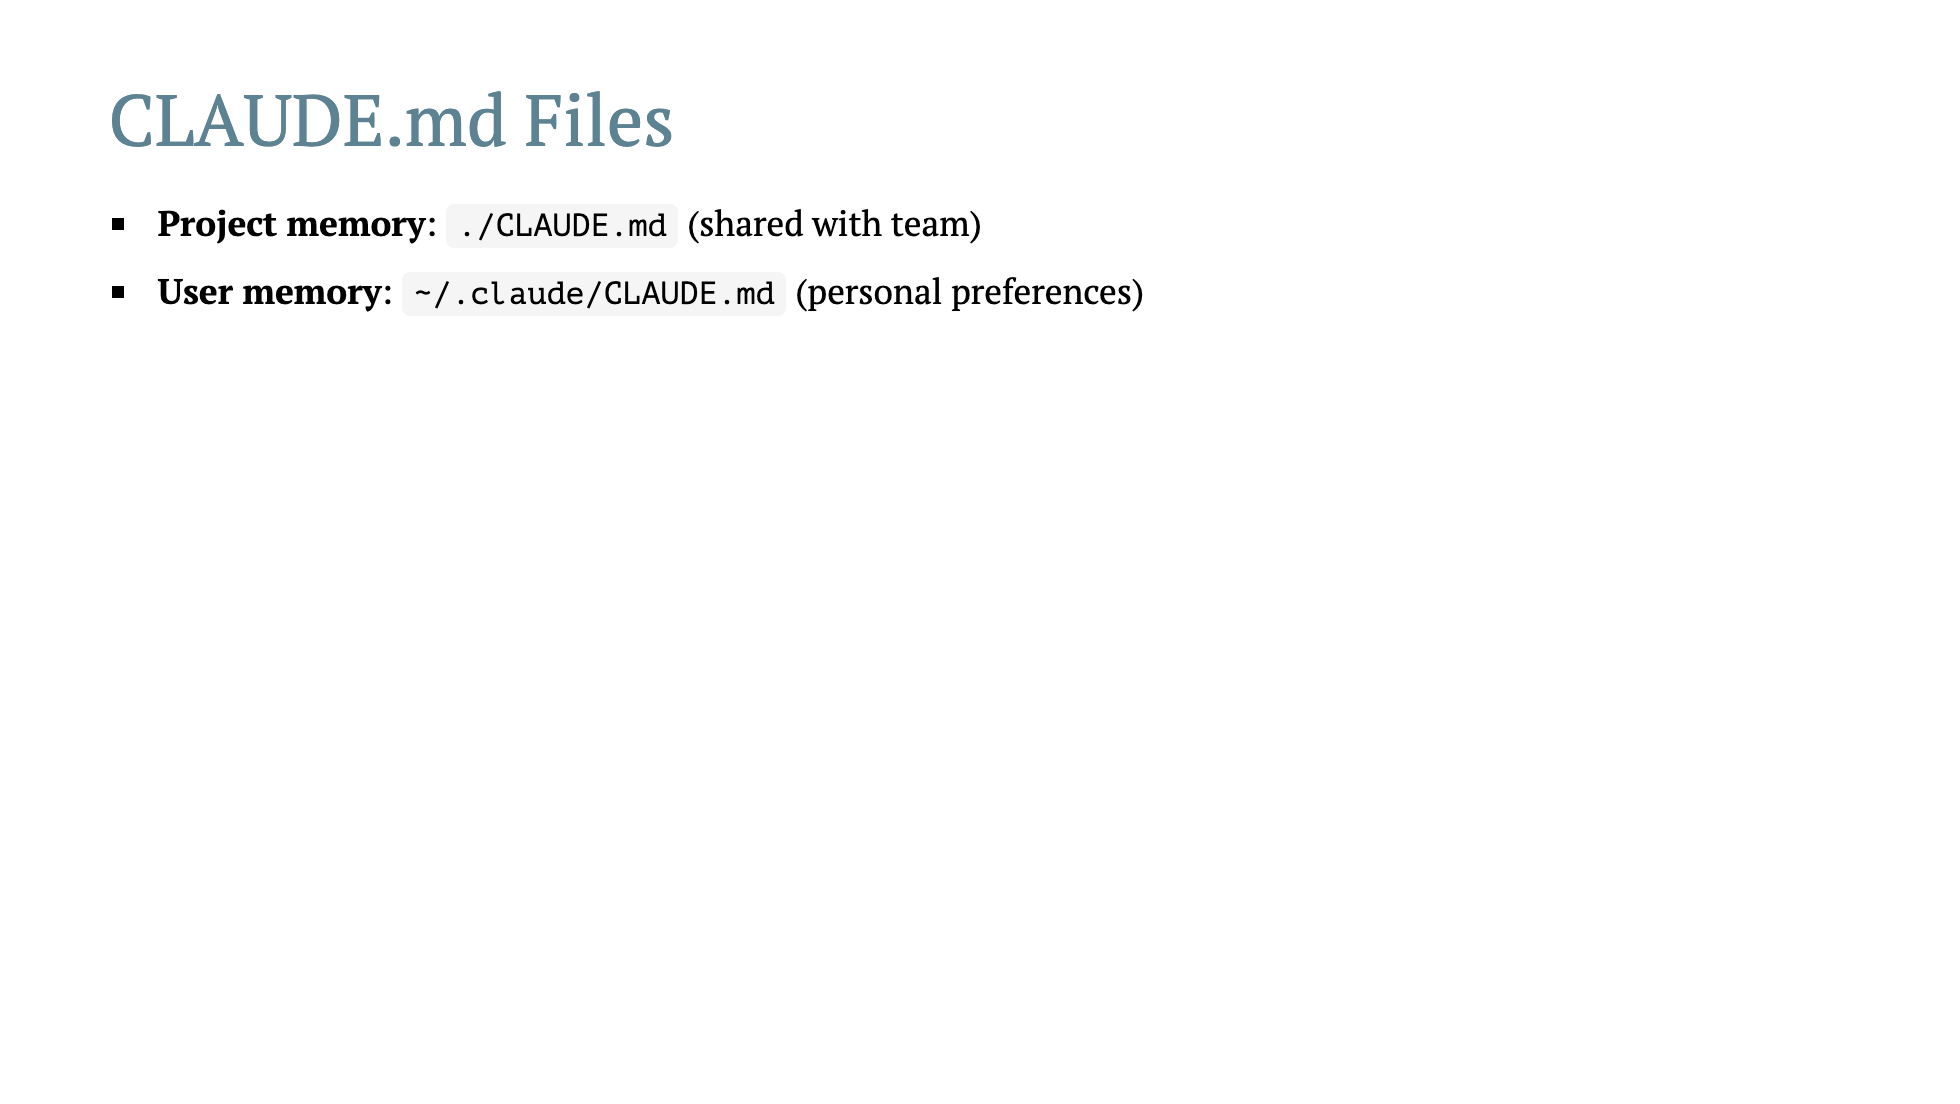 CLAUDE.md Files
▪ Project memory: ./CLAUDE.md (shared with team)
▪ User memory: ~/.claude/CLAUDE.md (personal preferences)